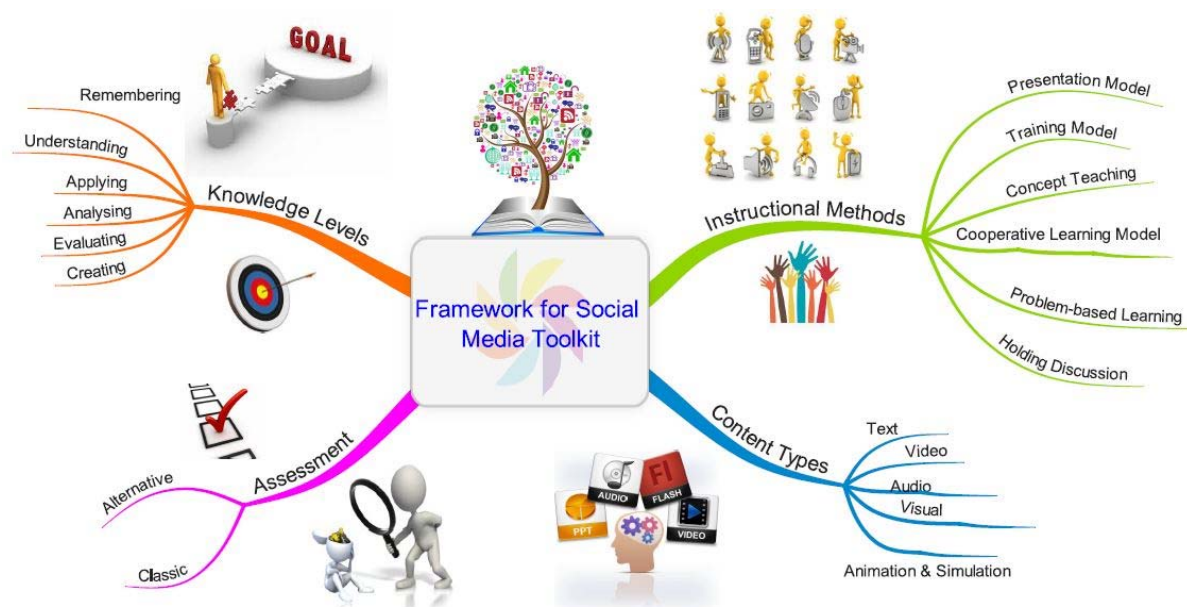 GOAL
Remembering
Understanding
Applying
Analysing
Evaluating
Creating
Knowledge Levels
Framework for Social
Media Toolkit
Instructional Methods
Presentation Model
Training Model
Concept Teaching
Cooperative Learning Model
Problem-based Learning
Holding Discussion
Assessment
Alternative
Classic
Content Types
Text
Video
Audio
Visual
Animation & Simulation
PPT
AUDIO
Fl
FLASH
VIDEO